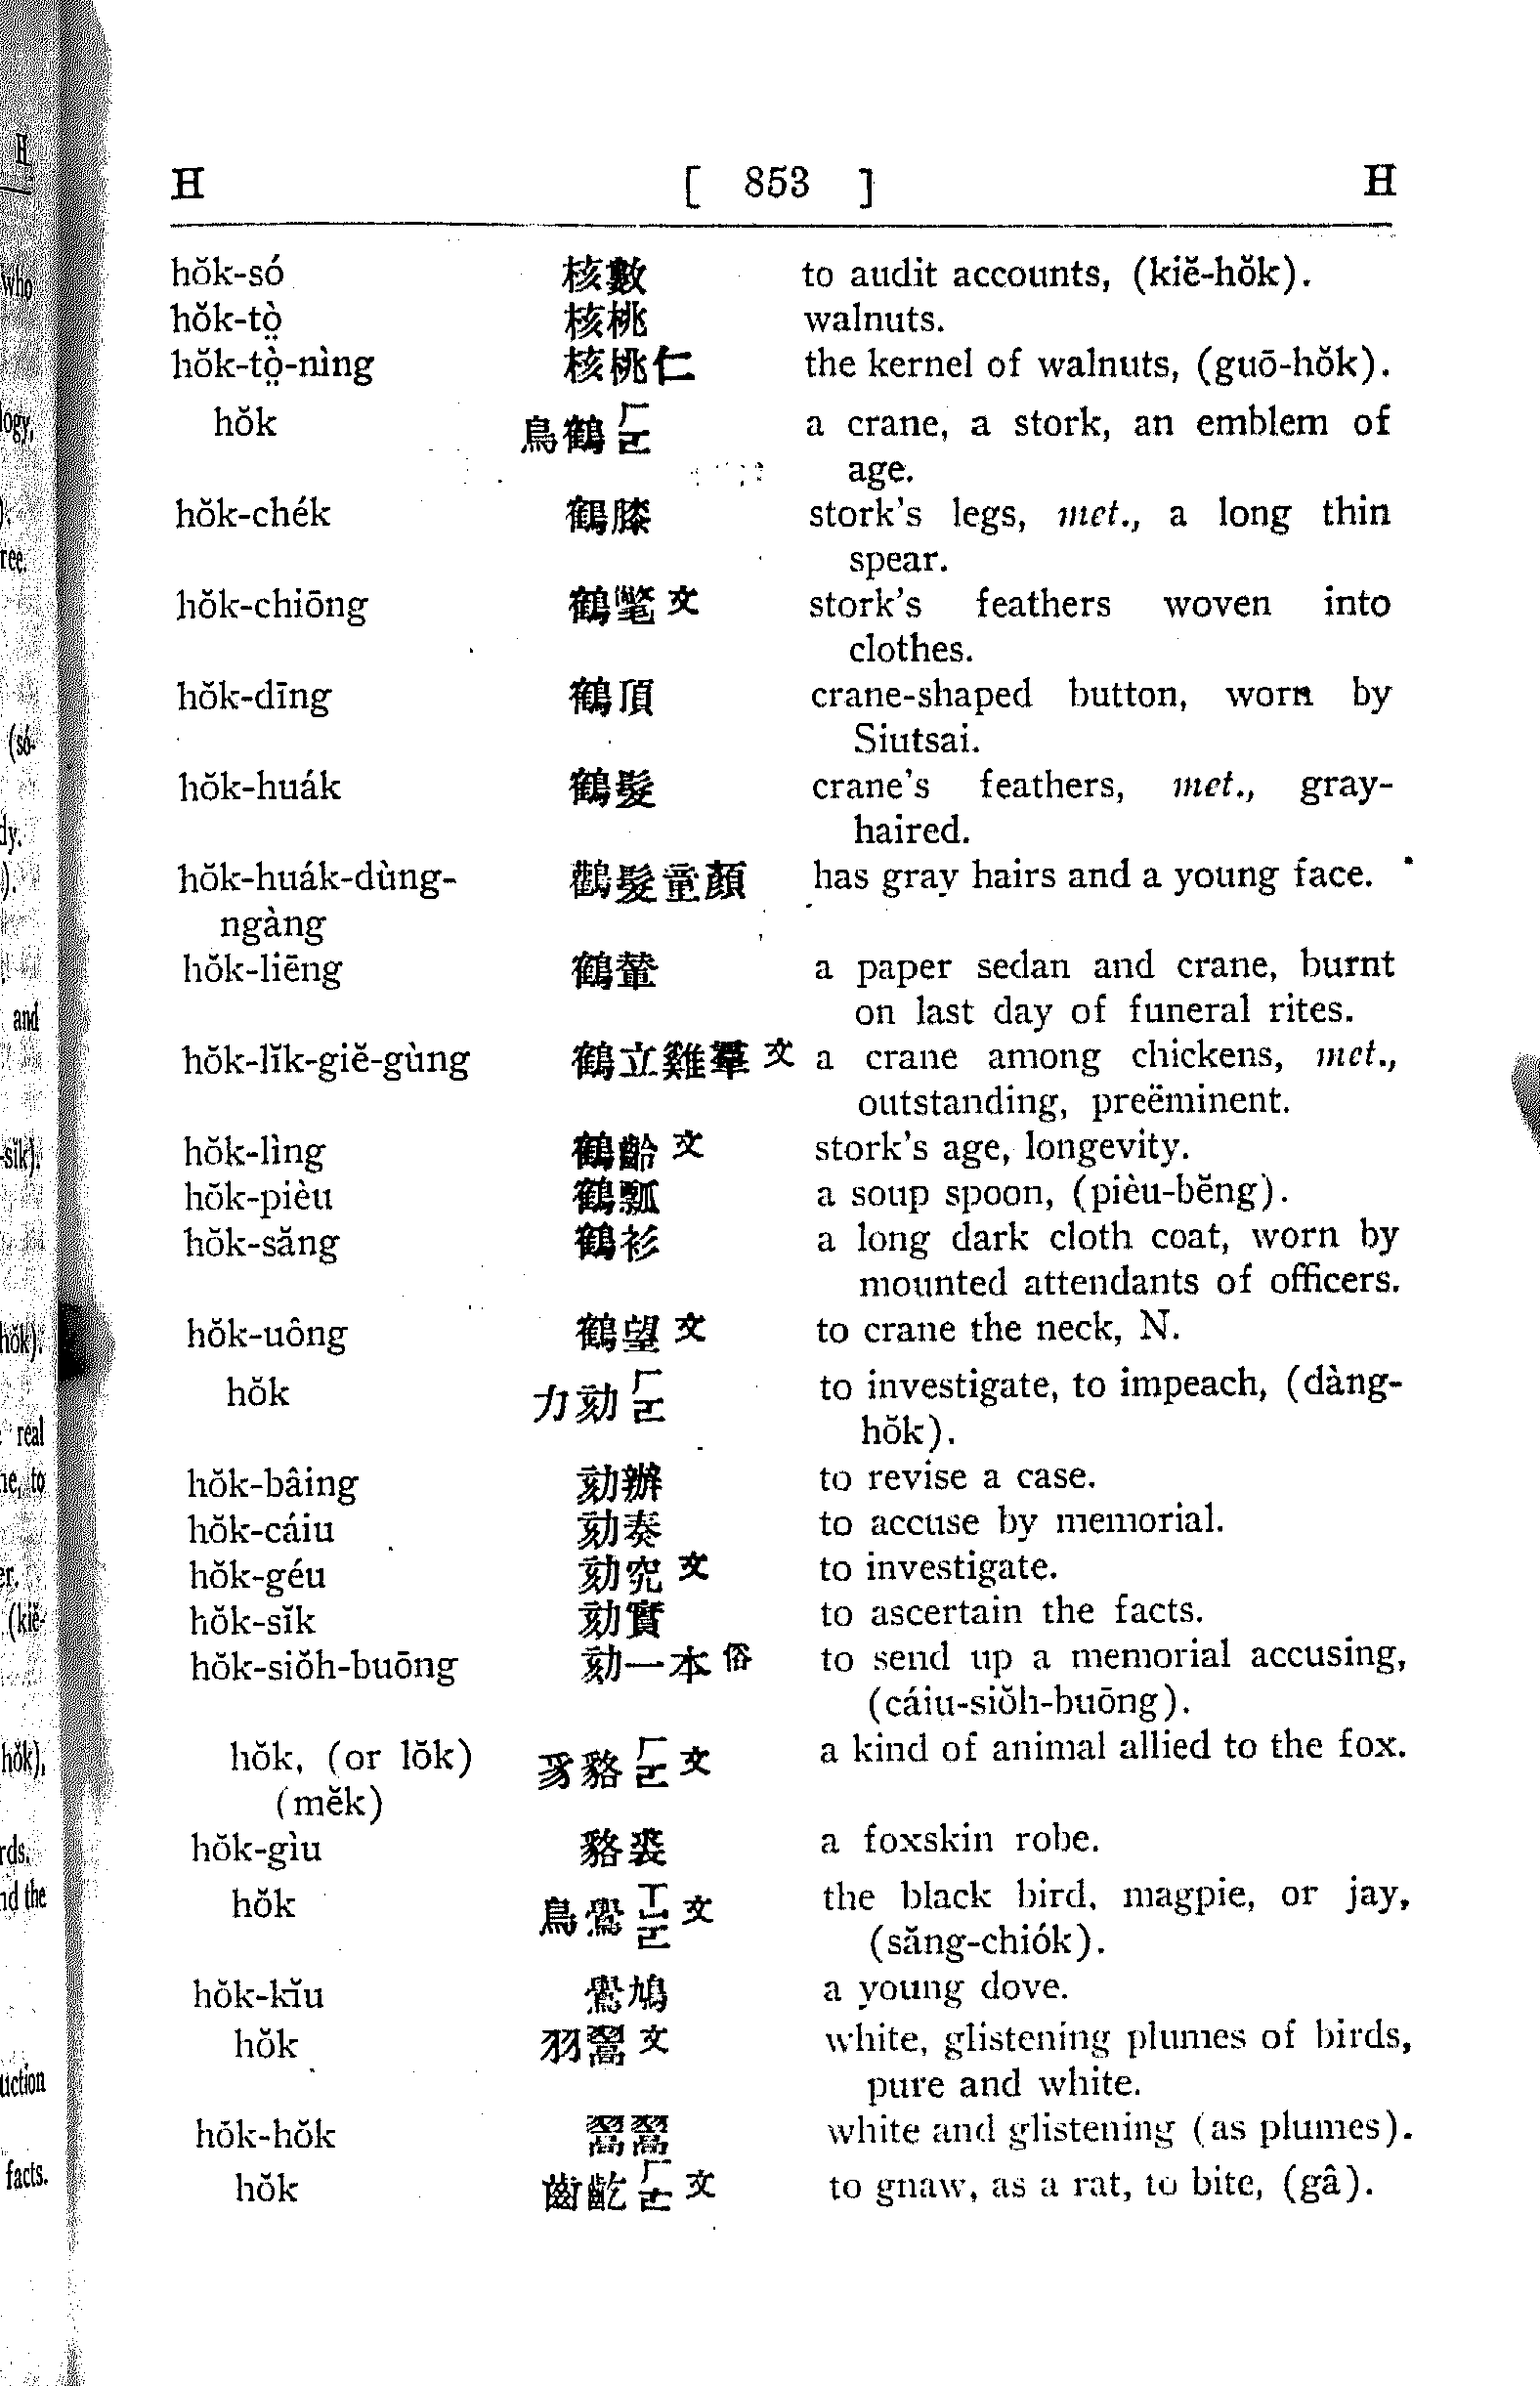 H [ 853 ] H
hŏk-só 核數 to audit accounts, (kiĕ-hŏk).
hŏk-tò̤ 核桃 walnuts.
hŏk-tò̤-nìng 核桃仁 the kernel of walnuts, (guō-hŏk).
hŏk 鳥鶴ㄏㄛ a crane, a stork, an emblem of
age.
hŏk-chék 鶴膝 stork's legs, met., a long thin
spear.
hŏk-chiōng 鶴氅文 stork's feathers woven into
clothes.
hŏk-dīng 鶴頂 crane-shaped button, worn by
Siutsai.
hŏk-huák 鶴髮 crane's feathers, met., gray-
haired.
hŏk-huák-dùng- 鶴髮童顏 has gray hairs and a young face.
ngàng
hŏk-liēng 鶴輦 a paper sedan and crane, burnt
on last day of funeral rites.
hŏk-lĭk-giĕ-gùng 鶴立雞羣文 a crane among chickens, met.,
outstanding, preëminent.
hŏk-lìng 鶴齡文 stork's age, longevity.
hŏk-pièu 鶴瓢 a soup spoon, (pièu-bĕng).
hŏk-săng 鶴衫 a long dark cloth coat, worn by
mounted attendants of officers.
hŏk-uông 鶴望文 to crane the neck, N.
hŏk 力劾ㄏㄜ to investigate, to impeach, (dàng-
hŏk).
hŏk-bâing 劾辦 to revise a case.
hŏk-cáiu 劾奏 to accuse by memorial.
hŏk-géu 劾究文 to investigate.
hŏk-sĭk 劾實 to ascertain the facts.
hŏk-siŏh-buōng 劾一本俗 to send up a memorial accusing,
(cáiu-siŏh-buōng).
hŏk, (or lŏk) 豸貉ㄏㄛ文 a kind of animal allied to the fox.
(mĕk)
hŏk-gìu 貉裘 a foxskin robe.
hŏk 鳥鷽ㄒㄩㄛ文 the black bird, magpie, or jay,
(săng-chiók).
hŏk-kĭu 鷽鳩 a young dove.
hŏk 羽翯文 white, glistening plumes of birds,
pure and white.
hŏk-hŏk 翯翯 white and glistening (as plumes).
hŏk 齒齕ㄏㄜ文 to gnaw, as a rat, to bite, (gâ).